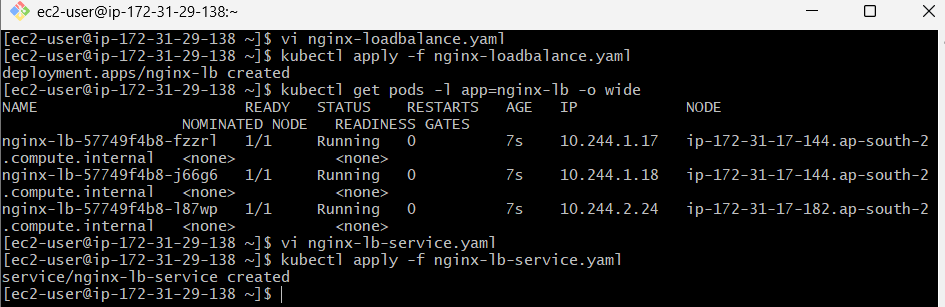 ec2-user@ip-172-31-29-138:~
[ec2-user@ip-172-31-29-138 ~]$ vi nginx-loadbalance.yaml
[ec2-user@ip-172-31-29-138 ~]$ kubectl apply -f nginx-loadbalance.yaml
deployment.apps/nginx-lb created
[ec2-user@ip-172-31-29-138 ~]$ kubectl get pods -l app=nginx-lb -o wide
NAME                        READY   STATUS    RESTARTS   AGE   IP            NODE
                    NOMINATED NODE   READINESS GATES
nginx-lb-57749f4b8-fzzrl   1/1     Running   0          7s    10.244.1.17   ip-172-31-17-144.ap-south-2
.compute.internal   <none>           <none>
nginx-lb-57749f4b8-j66g6   1/1     Running   0          7s    10.244.1.18   ip-172-31-17-144.ap-south-2
.compute.internal   <none>           <none>
nginx-lb-57749f4b8-l87wp   1/1     Running   0          7s    10.244.2.24   ip-172-31-17-182.ap-south-2
.compute.internal   <none>           <none>
[ec2-user@ip-172-31-29-138 ~]$ vi nginx-lb-service.yaml
[ec2-user@ip-172-31-29-138 ~]$ kubectl apply -f nginx-lb-service.yaml
service/nginx-lb-service created
[ec2-user@ip-172-31-29-138 ~]$